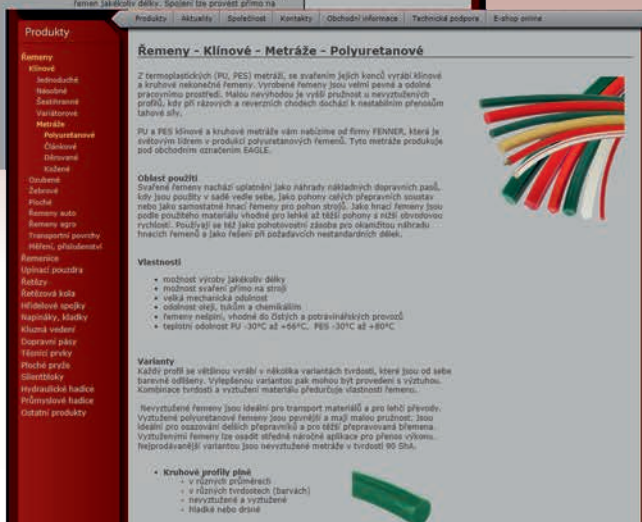 řemen jakékoliv délky. Spojení lze provést přímo na
Produkty
Aktuality
Společnost
Kontakty
Obchodní informace
Technická podpora
E-shop online
Produkty
Řemeny
Klínové
Jednoduché
Násobné
Šestihranné
Variátorové
Metráže
Polyuretanové
Článkové
Děrované
Kožené
Ozubené
Žebrové
Ploché
Řemeny auto
Řemeny agro
Transportní povrchy
Měření, příslušenství
Řemenice
Upínací pouzdra
Řetězy
Řetězová kola
Hřídelové spojky
Napínáky, kladky
Kluzná vedení
Dopravní pásy
Těsnící prvky
Ploché pryže
Silentbloky
Hydraulické hadice
Průmyslové hadice
Ostatní produkty
Řemeny - Klínové - Metráže - Polyuretanové
Z termoplastických (PU, PES) metráží, se svařením jejich konců vyrábí klínové
a kruhové nekonečné řemeny. Vyrobené řemeny jsou velmi pevné a odolné
pracovnímo prostředí. Malou nevýhodou je vyšší pružnost u nevyztužených
profilů, kdy při rázových a reverzních chodech dochází k nestabilním přenosům
tahové síly.
PU a PES klínové a kruhové metráže vám nabízíme od firmy FENNER, která je
světovým lídrem v produkci polyuretanových řemenů. Tyto metráže produkuje
pod obchodním označením EAGLE.
Oblast použití
Svařené řemeny nachází uplatnění jako náhrady nákladných dopravních pasů,
kdy jsou použity v sadě vedle sebe, jako pohony celých přepravních soustav
nebo jako samostatné hnací řemeny pro pohon strojů. Jako hnací řemeny jsou
podle použitého materiálu vhodné pro lehké až těžší pohony s nižší obvodovou
rychlostí. Používají se též jako pohotovostní zásoba pro okamžitou náhradu
hnacích řemenů a jako řešení při požadavcích nestandardních délek.
Vlastnosti
• možnost výroby jakékoliv délky
• možnost svaření přímo na stroji
• velká mechanická odolnost
• odolnost oleji, tukům a chemikáliím
• řemeny nešpiní, vhodné do čistých a potravinářských provozů
• teplotní odolnost PU -30°C až +66°C, PES -30°C až +80°C
Varianty
Každý profil se většinou vyrábí v několika variantách tvrdosti, které jsou od sebe
barevně odlišeny. Vylepšenou variantou pak mohou být provedení s výztuhou.
Kombinace tvrdosti a vyztužení materiálu předurčuje vlastnosti řemenu.
Nevyztužené řemeny jsou ideální pro transport materiálů a pro lehčí převody.
Vyztužené polyuretanové řemeny jsou pevnější a mají malou pružnost. Jsou
ideální pro osazování delších přepravníků a pro těžší přepravovaná břemena.
Vyztuženými řemeny lze osadit středně náročné aplikace pro přenos výkonu.
Nejprodávanější variantou jsou nevyztužené metráže v tvrdosti 90 ShA.
• Kruhové profily plné
- v různých průměrech
- v různých tvrdostech (barvách)
- nevyztužené a vyztužené
- hladké nebo drsné